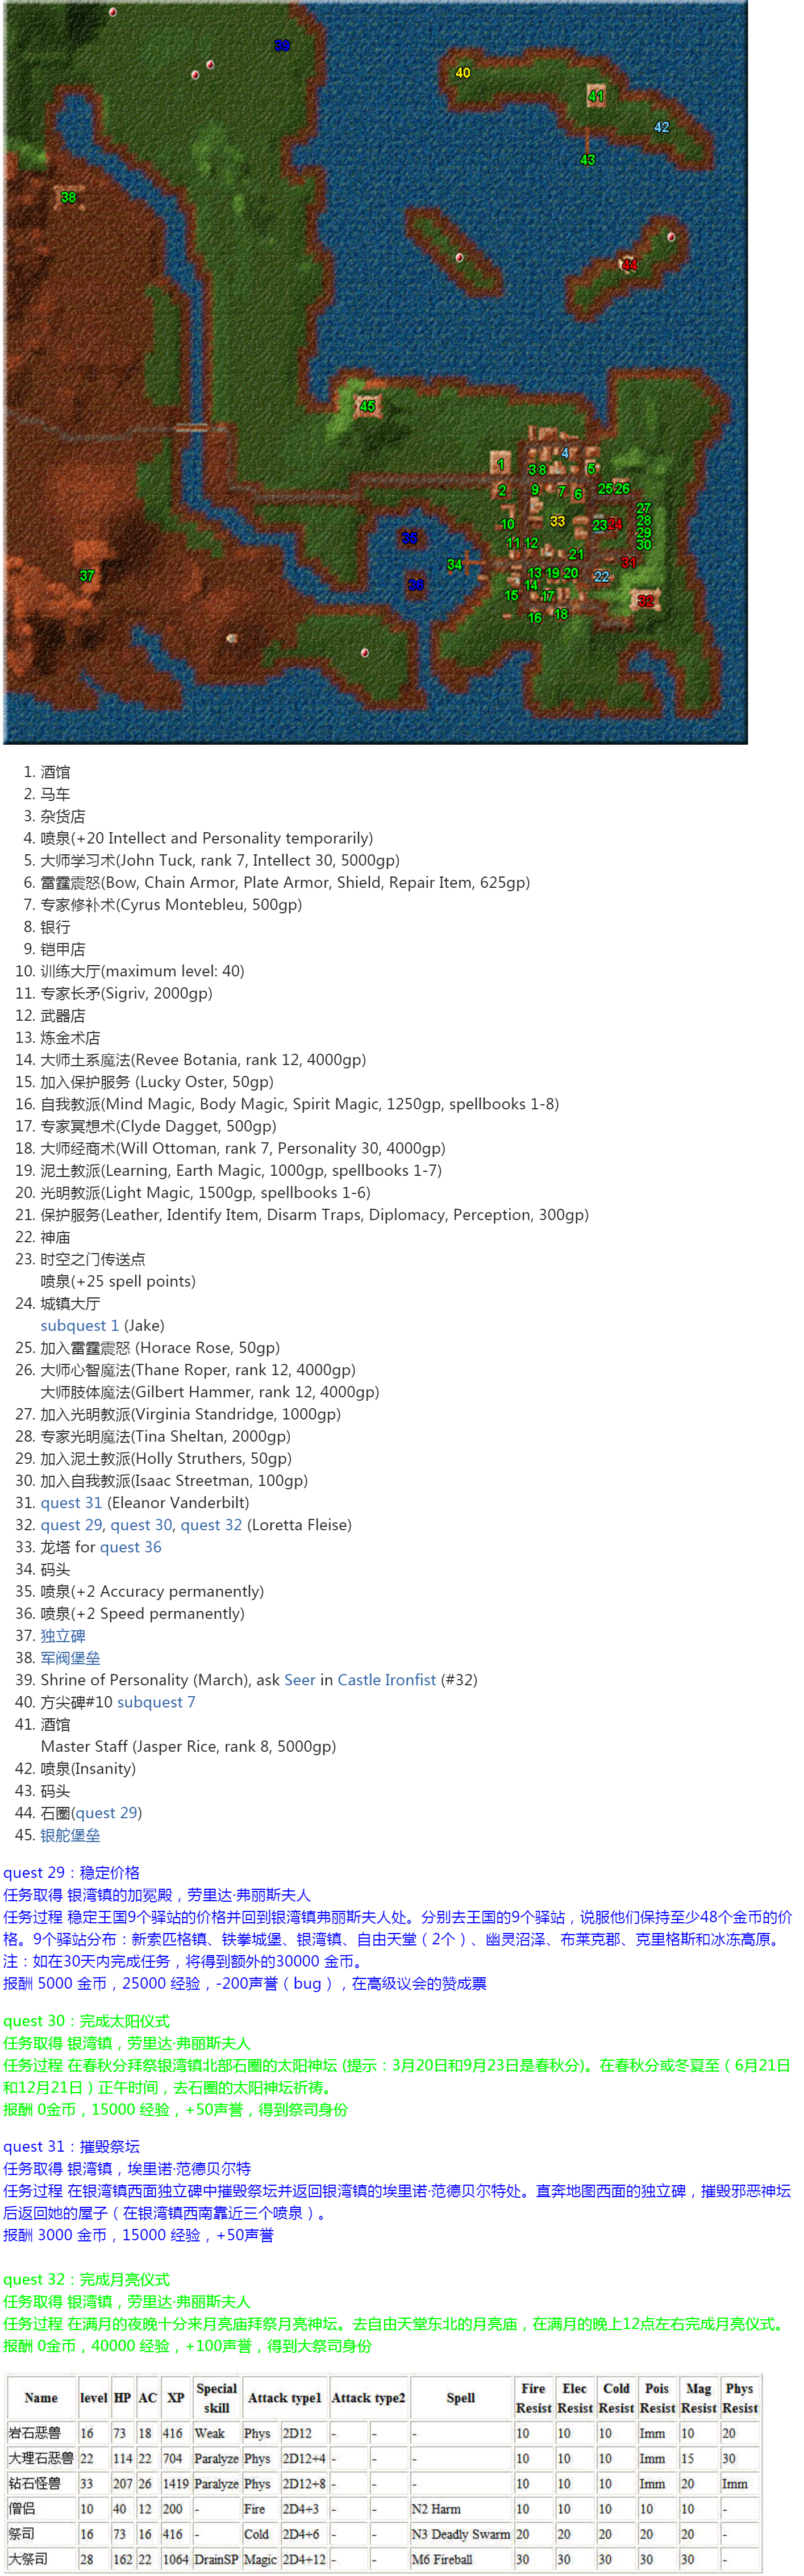 39
40
41
42
43
38
44
45
1
4
3 8
5
2
9
7
6
25 26
10
33
27
28
23 24
29
35
11 12
30
34
21
31
37
36
13 19 20
22
14
15
17
32
16
18
1. 酒馆
2. 马车
3. 杂货店
4. 喷泉(+20 Intellect and Personality temporarily)
5. 大师学习术(John Tuck, rank 7, Intellect 30, 5000gp)
6. 雷霆震怒(Bow, Chain Armor, Plate Armor, Shield, Repair Item, 625gp)
7. 专家修补术(Cyrus Montebleu, 500gp)
8. 银行
9. 铠甲店
10. 训练大厅(maximum level: 40)
11. 专家长矛(Sigriv, 2000gp)
12. 武器店
13. 炼金术店
14. 大师土系魔法(Revee Botania, rank 12, 4000gp)
15. 加入保护服务 (Lucky Oster, 50gp)
16. 自我教派(Mind Magic, Body Magic, Spirit Magic, 1250gp, spellbooks 1-8)
17. 专家冥想术(Clyde Dagget, 500gp)
18. 大师经商术(Will Ottoman, rank 7, Personality 30, 4000gp)
19. 泥土教派(Learning, Earth Magic, 1000gp, spellbooks 1-7)
20. 光明教派(Light Magic, 1500gp, spellbooks 1-6)
21. 保护服务(Leather, Identify Item, Disarm Traps, Diplomacy, Perception, 300gp)
22. 神庙
23. 时空之门传送点
喷泉(+25 spell points)
24. 城镇大厅
subquest 1 (Jake)
25. 加入雷霆震怒 (Horace Rose, 50gp)
26. 大师心智魔法(Thane Roper, rank 12, 4000gp)
大师肢体魔法(Gilbert Hammer, rank 12, 4000gp)
27. 加入光明教派(Virginia Standridge, 1000gp)
28. 专家光明魔法(Tina Sheltan, 2000gp)
29. 加入泥土教派(Holly Struthers, 50gp)
30. 加入自我教派(Isaac Streetman, 100gp)
31. quest 31 (Eleanor Vanderbilt)
32. quest 29, quest 30, quest 32 (Loretta Fleise)
33. 龙塔 for quest 36
34. 码头
35. 喷泉(+2 Accuracy permanently)
36. 喷泉(+2 Speed permanently)
37. 独立碑
38. 军阀堡垒
39. Shrine of Personality (March), ask Seer in Castle Ironfist (#32)
40. 方尖碑#10 subquest 7
41. 酒馆
Master Staff (Jasper Rice, rank 8, 5000gp)
42. 喷泉(Insanity)
43. 码头
44. 石圈(quest 29)
45. 银舵堡垒
quest 29：稳定价格
任务取得 银湾镇的加冕殿，劳里达·弗丽斯夫人
任务过程 稳定王国9个驿站的价格并回到银湾镇弗丽斯夫人处。分别去王国的9个驿站，说服他们保持至少48个金币的价
格。9个驿站分布：新索匹格镇、铁拳城堡、银湾镇、自由天堂（2个）、幽灵沼泽、布莱克郡、克里格斯和冰冻高原。
注：如在30天内完成任务，将得到额外的30000 金币。
报酬 5000 金币，25000 经验，-200声誉（bug），在高级议会的赞成票
quest 30：完成太阳仪式
任务取得 银湾镇，劳里达·弗丽斯夫人
任务过程 在春秋分拜祭银湾镇北部石圈的太阳神坛 (提示：3月20日和9月23日是春秋分)。在春秋分或冬夏至（6月21日
和12月21日）正午时间，去石圈的太阳神坛祈祷。
报酬 0金币，15000 经验，+50声誉，得到祭司身份
quest 31：摧毁祭坛
任务取得 银湾镇，埃里诺·范德贝尔特
任务过程 在银湾镇西面独立碑中摧毁祭坛并返回银湾镇的埃里诺·范德贝尔特处。直奔地图西面的独立碑，摧毁邪恶神坛
后返回她的屋子（在银湾镇西南靠近三个喷泉）。
报酬 3000 金币，15000 经验，+50声誉
quest 32：完成月亮仪式
任务取得 银湾镇，劳里达·弗丽斯夫人
任务过程 在满月的夜晚十分来月亮庙拜祭月亮神坛。去自由天堂东北的月亮庙，在满月的晚上12点左右完成月亮仪式。
报酬 0金币，40000 经验，+100声誉，得到大祭司身份
Name level HP AC XP Special skill Attack type1 Attack type2 Spell Fire Resist Elec Resist Cold Resist Pois Resist Mag Resist Phys Resist
岩石恶兽 16 73 18 416 Weak Phys 2D12 - - - 10 10 10 Imm 10 20
大理石恶兽 22 114 22 704 Paralyze Phys 2D12+4 - - - 10 10 10 Imm 15 30
钻石怪兽 33 207 26 1419 Paralyze Phys 2D12+8 - - - 10 10 10 Imm 20 Imm
僧侣 10 40 12 200 - Fire 2D4+3 - - N2 Harm 10 10 10 10 10 -
祭司 16 73 16 416 - Cold 2D4+6 - - N3 Deadly Swarm 20 20 20 20 20 -
大祭司 28 162 22 1064 DrainSP Magic 2D4+12 - - M6 Fireball 30 30 30 30 30 -